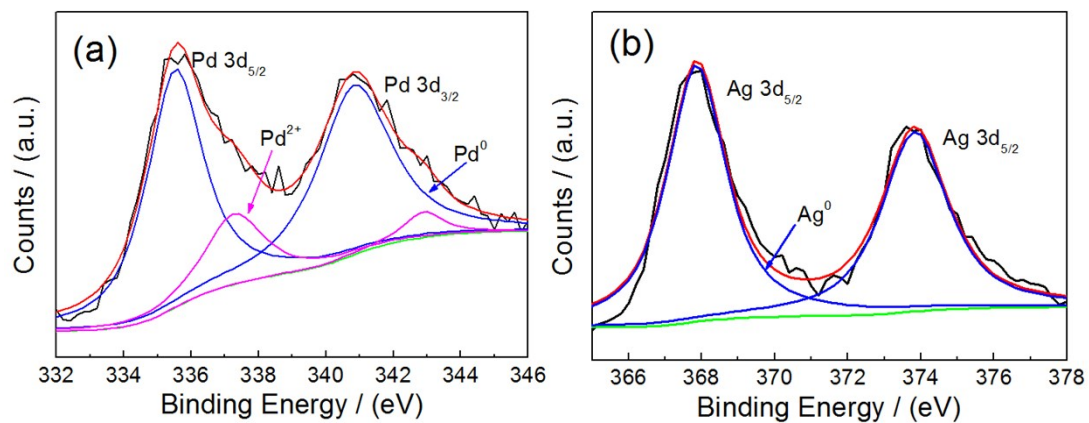 (a)
Pd 3d5/2
Pd 3d3/2
Pd2+
Pd0
Counts / (a.u.)
332 334 336 338 340 342 344 346
Binding Energy / (eV)
(b)
Ag 3d5/2
Ag 3d5/2
Ag0
Counts / (a.u.)
366 368 370 372 374 376 378
Binding Energy / (eV)